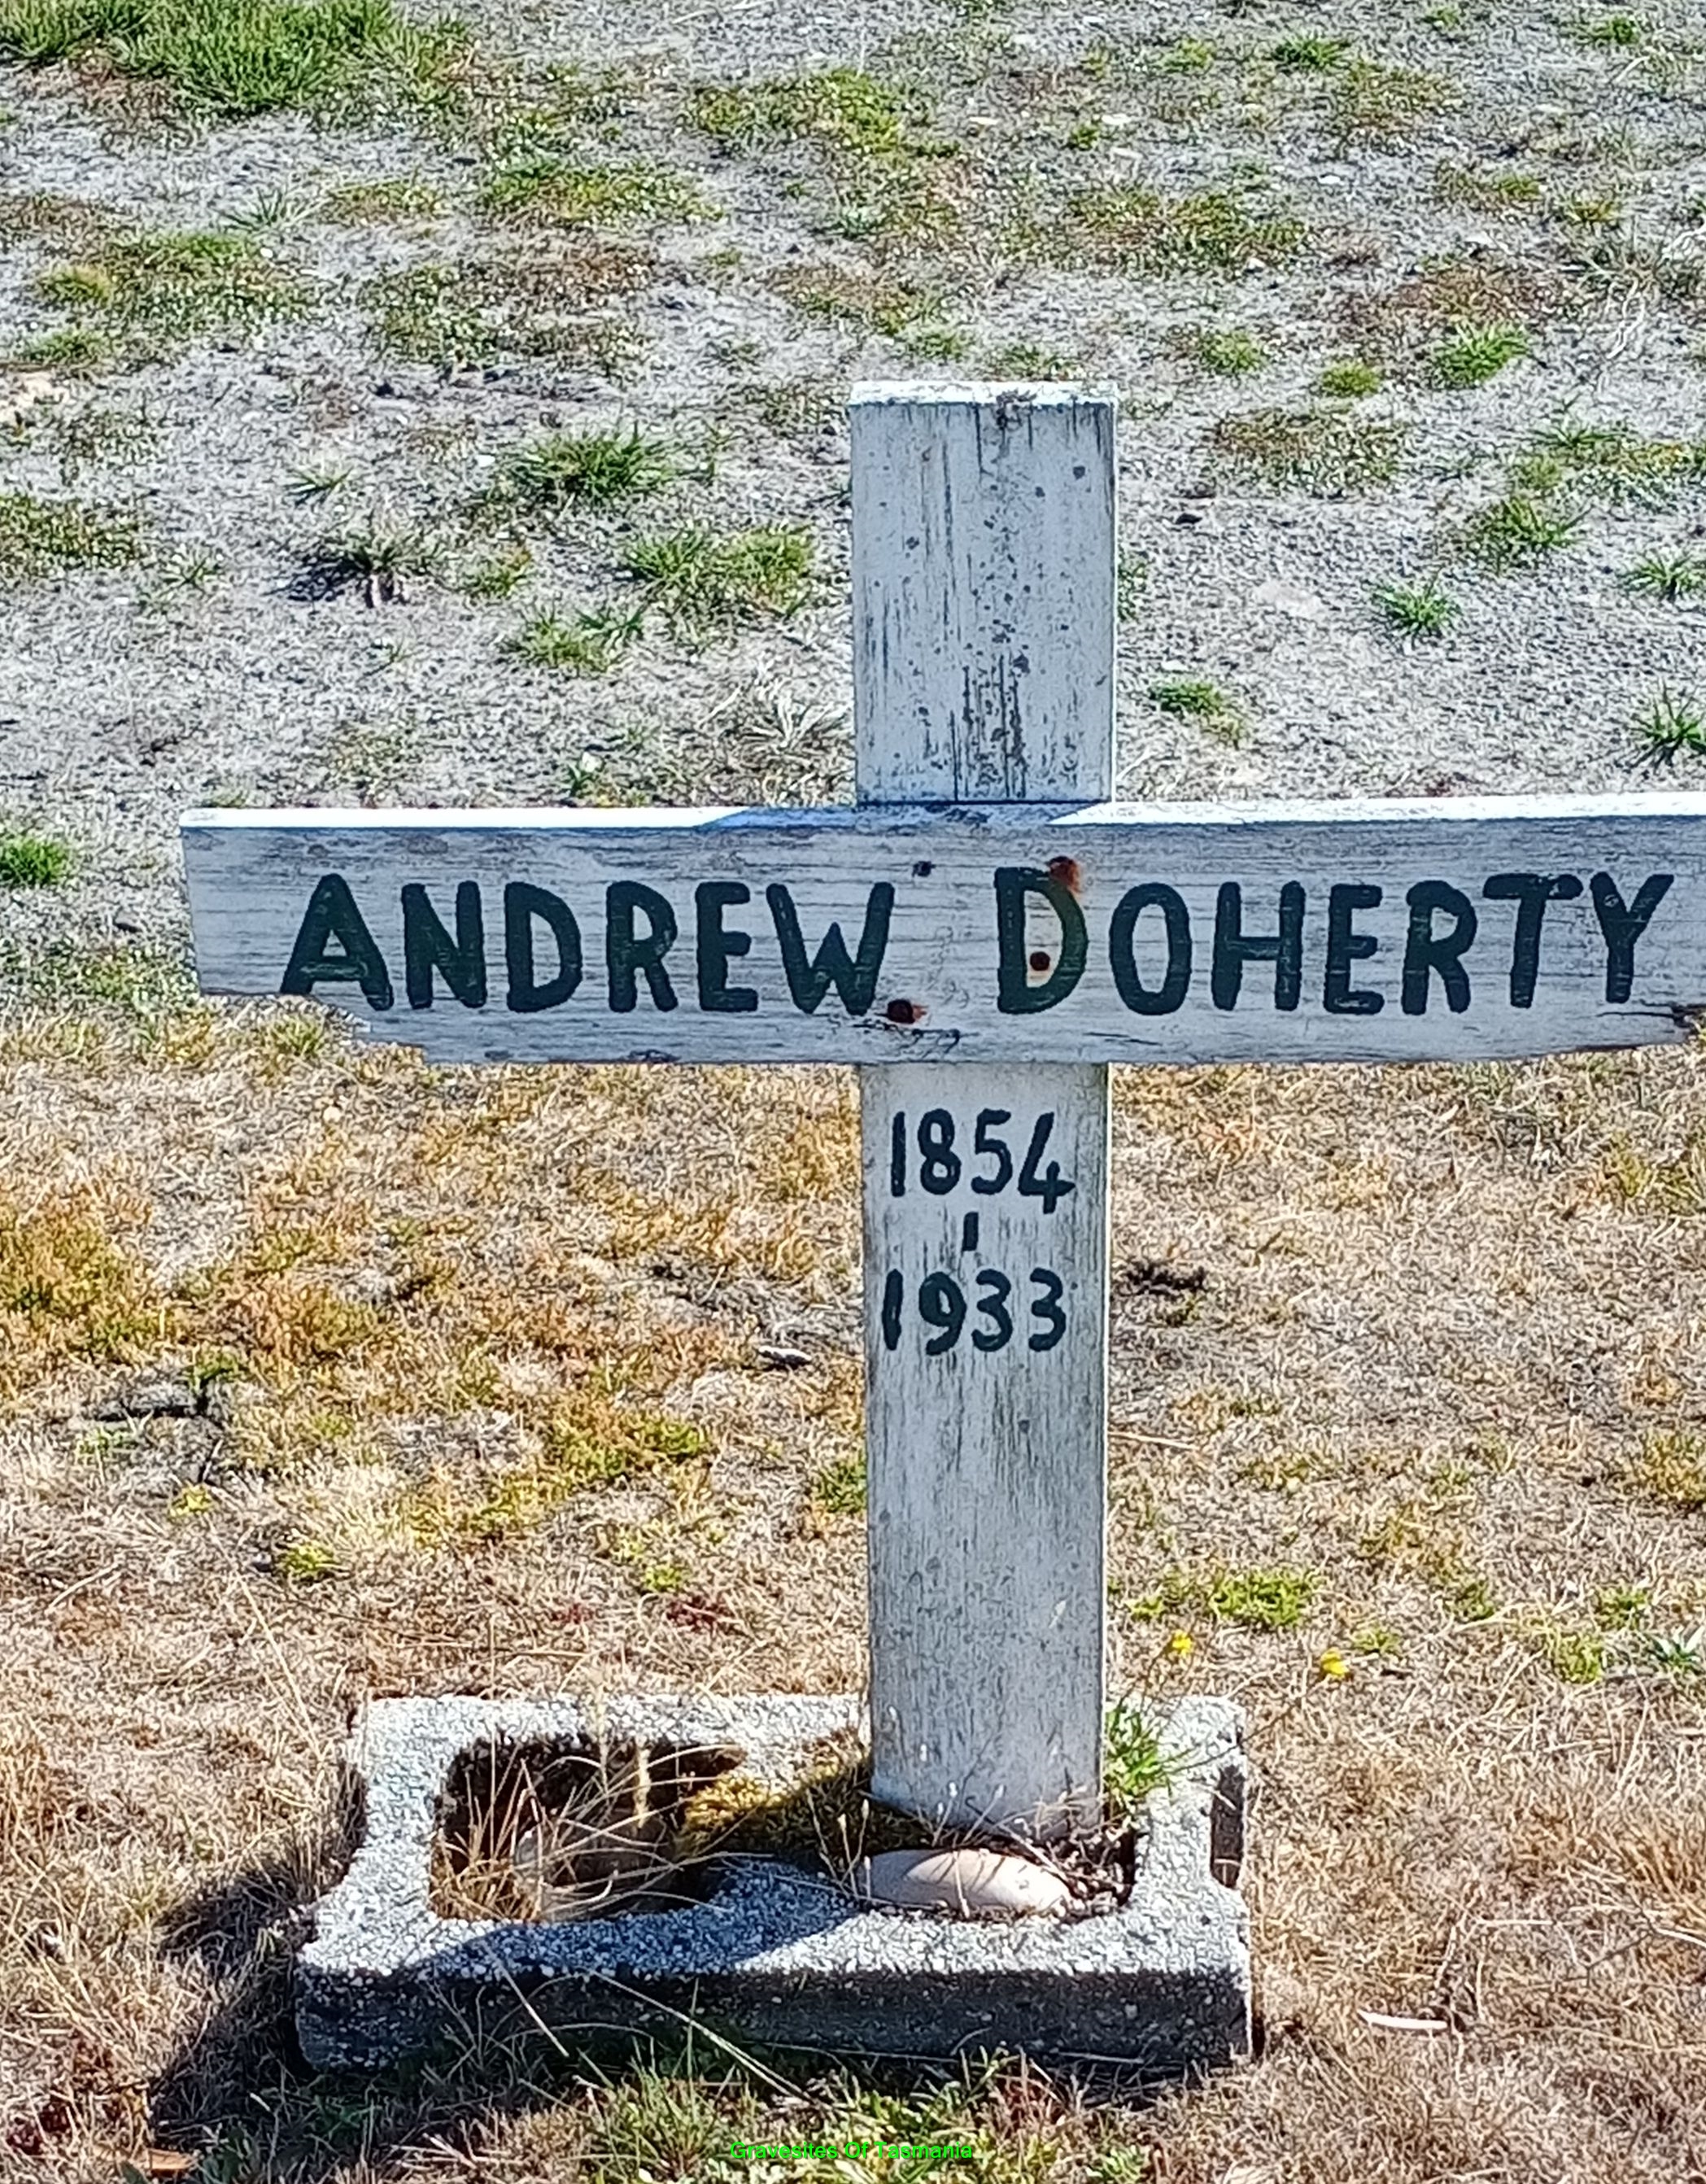 ANDREW DOHERTY
1854
-
1933
Gravesites Of Tasmania